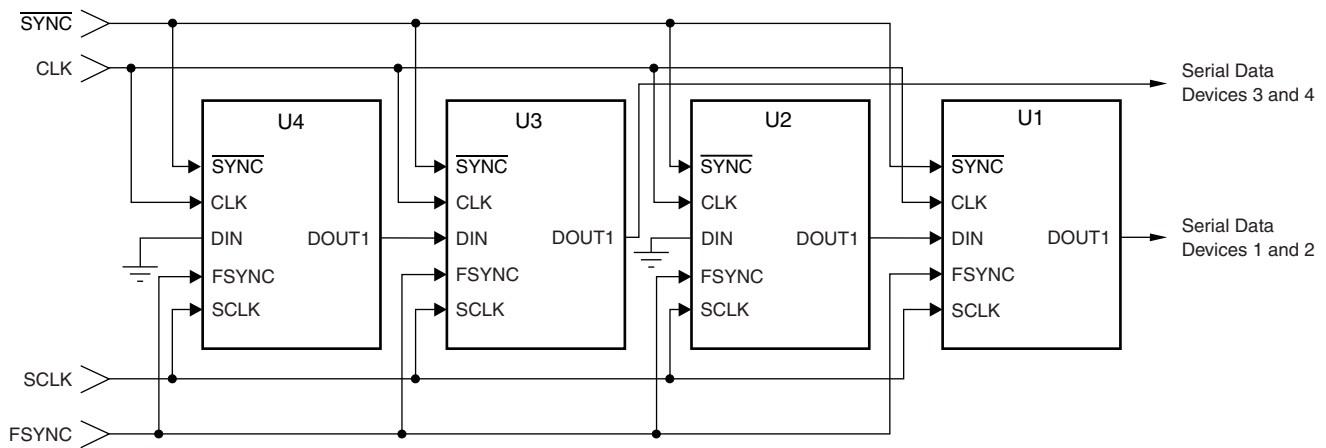 SYNC
CLK
Serial Data
Devices 3 and 4
U4
U3
U2
U1
SYNC
SYNC
SYNC
SYNC
CLK
CLK
CLK
CLK
DIN
DOUT1
DIN
DOUT1
DIN
DOUT1
DIN
DOUT1
Serial Data
Devices 1 and 2
FSYNC
FSYNC
FSYNC
FSYNC
SCLK
SCLK
SCLK
SCLK
SCLK
FSYNC